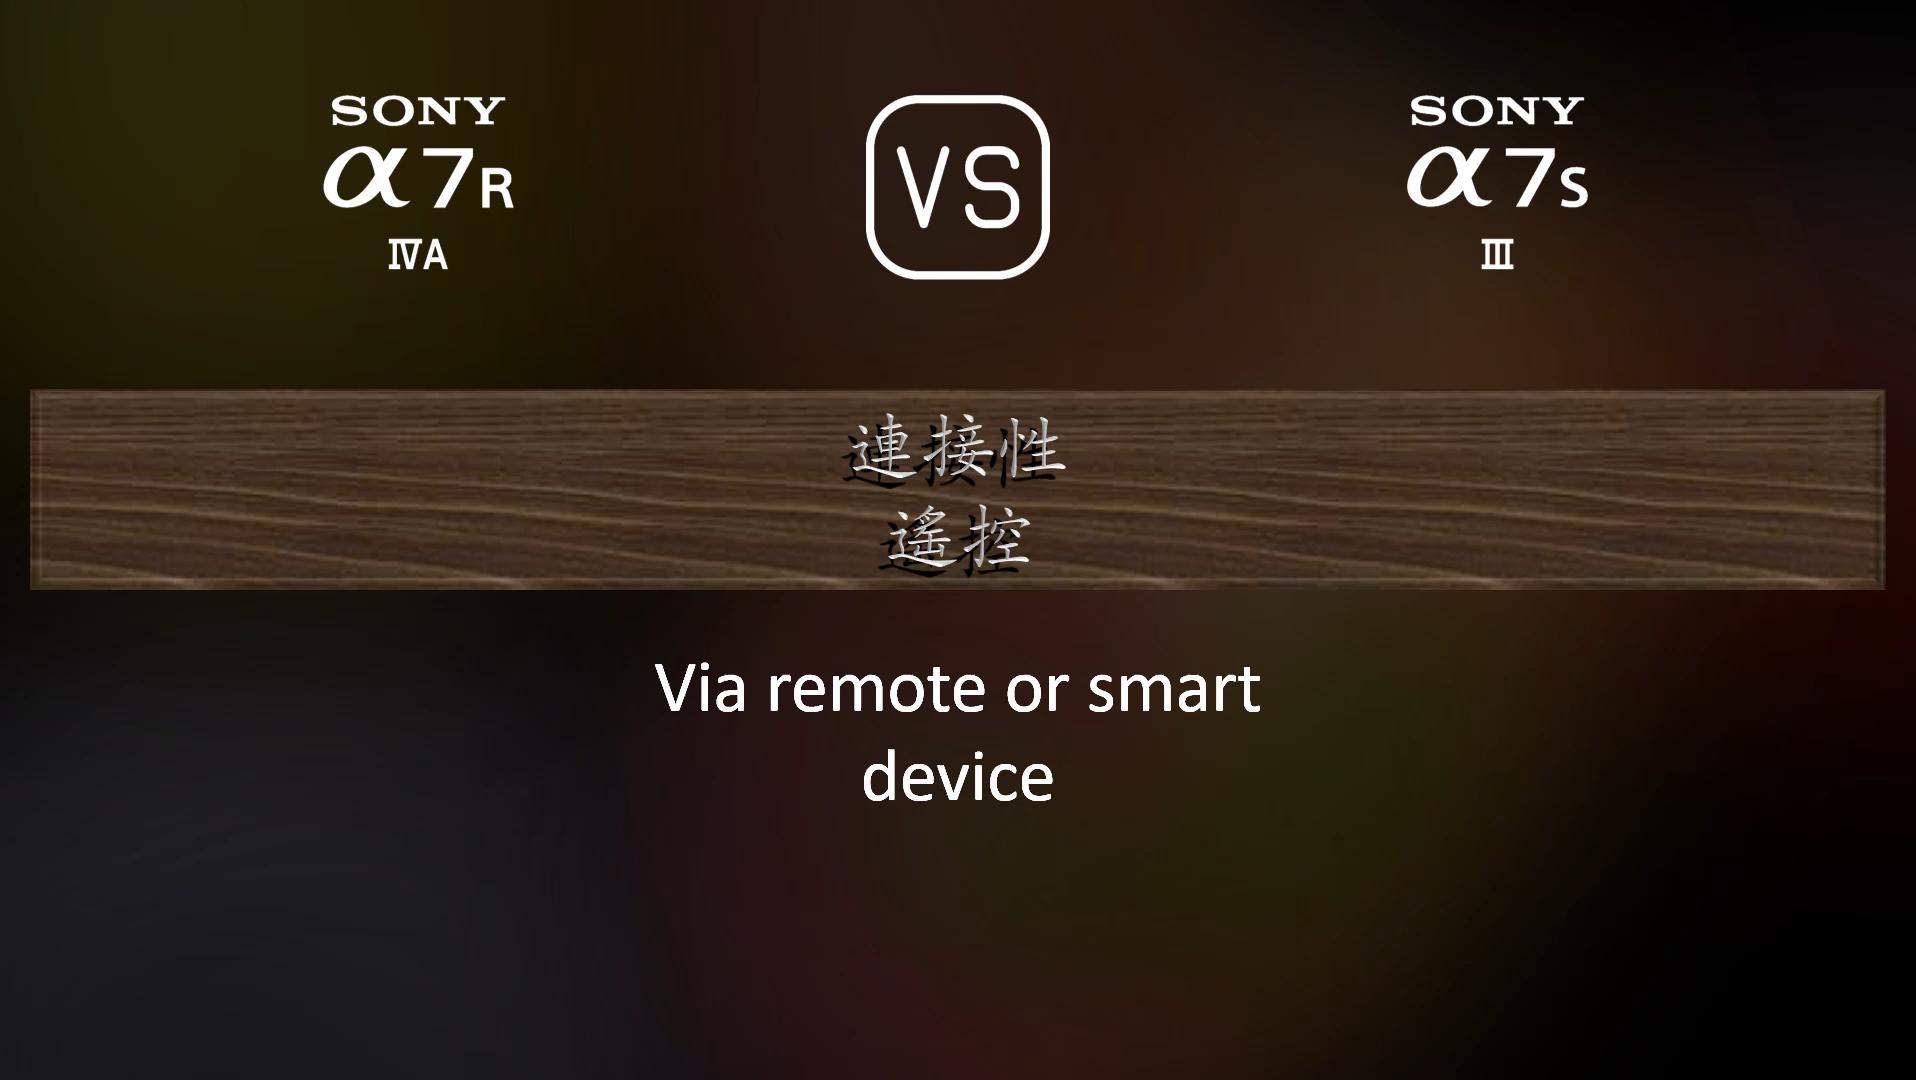 SONY
α7R
IVA
VS
SONY
α7S
III
連接性
遙控
Via remote or smart
device